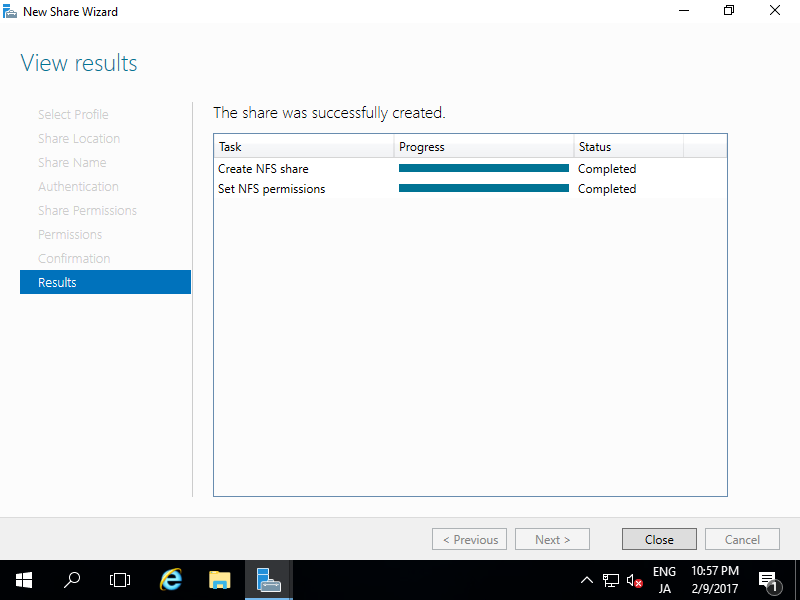 New Share Wizard
View results
Select Profile
Share Location
Share Name
Authentication
Share Permissions
Permissions
Confirmation
Results
The share was successfully created.
Task Progress Status
Create NFS share Completed
Set NFS permissions Completed
< Previous Next > Close Cancel
ENG 10:57 PM
JA 2/9/2017
1